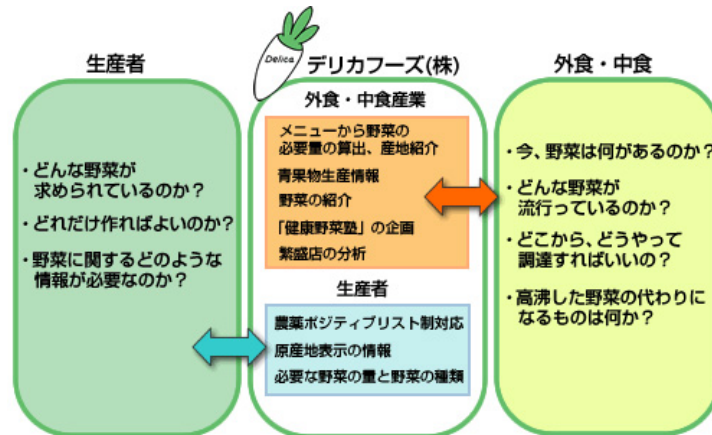 生産者
・どんな野菜が
求められているのか？
・どれだけ作ればよいのか？
・野菜に関するどのような
情報が必要なのか？
Delica
デリカフーズ(株)
外食・中食産業
メニューから野菜の
必要量の算出、産地紹介
青果物生産情報
野菜の紹介
「健康野菜塾」の企画
繁盛店の分析
生産者
農薬ポジティブリスト制対応
原産地表示の情報
必要な野菜の量と野菜の種類
外食・中食
・今、野菜は何があるのか？
・どんな野菜が
流行っているのか？
・どこから、どうやって
調達すればいいの？
・高沸した野菜の代わりに
なるものは何か？